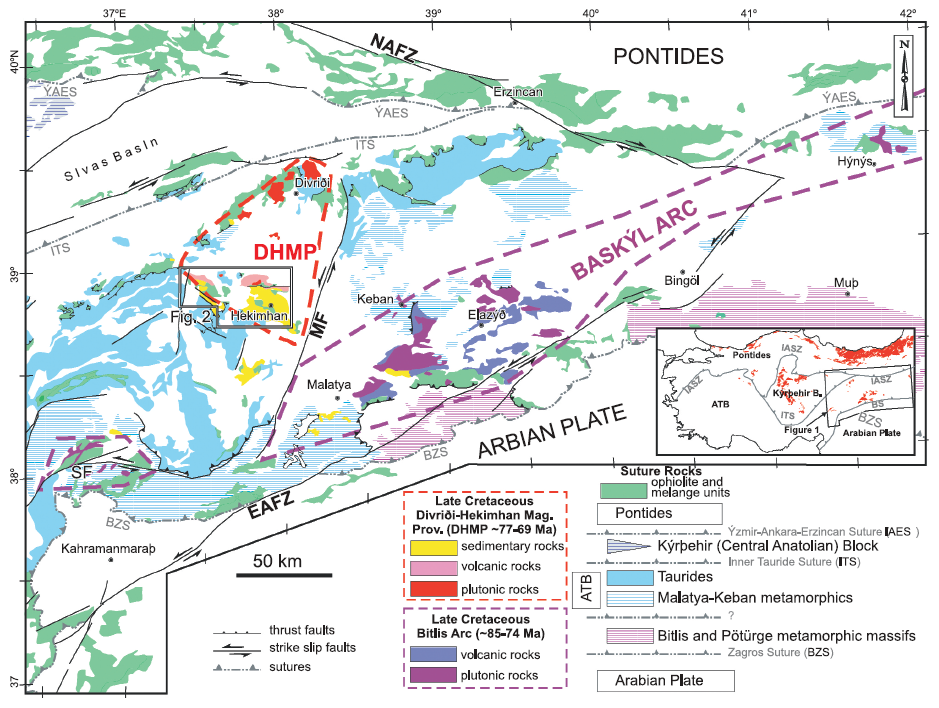 37°E
38°
39°
40°
41°
42°
40°N
39°
38°
37
N
NAFZ
PONTIDES
Erzincan
ÝAES
ÝAES
ÝAES
ITS
Sivas Basin
Hýnýs
Divriði
ITS
DHMP
BASKÝL ARC
Bingöl
Muþ
Keban
Elazýð
Fig. 2
Hekimhan
MF
Malatya
ARBIAN PLATE
BZS
SF
EAFZ
BZS
Kahramanmaraþ
50 km
IASZ
Pontides
IASZ
Kýrþehir B.
IASZ
ATB
ITS
BS
BZS
Figure 1
Arabian Plate
thrust faults
strike slip faults
sutures
Late Cretaceous
Divriði-Hekimhan Mag.
Prov. (DHMP ~77-69 Ma)
sedimentary rocks
volcanic rocks
plutonic rocks
Late Cretaceous
Bitlis Arc (~85-74 Ma)
volcanic rocks
plutonic rocks
Suture Rocks
ophiolite and
melange units
Pontides
Ýzmir-Ankara-Erzincan Suture IAES )
Kýrþehir (Central Anatolian) Block
Inner Tauride Suture (ITS)
ATB
Taurides
Malatya-Keban metamorphics
?
Bitlis and Pötürge metamorphic massifs
Zagros Suture (BZS)
Arabian Plate